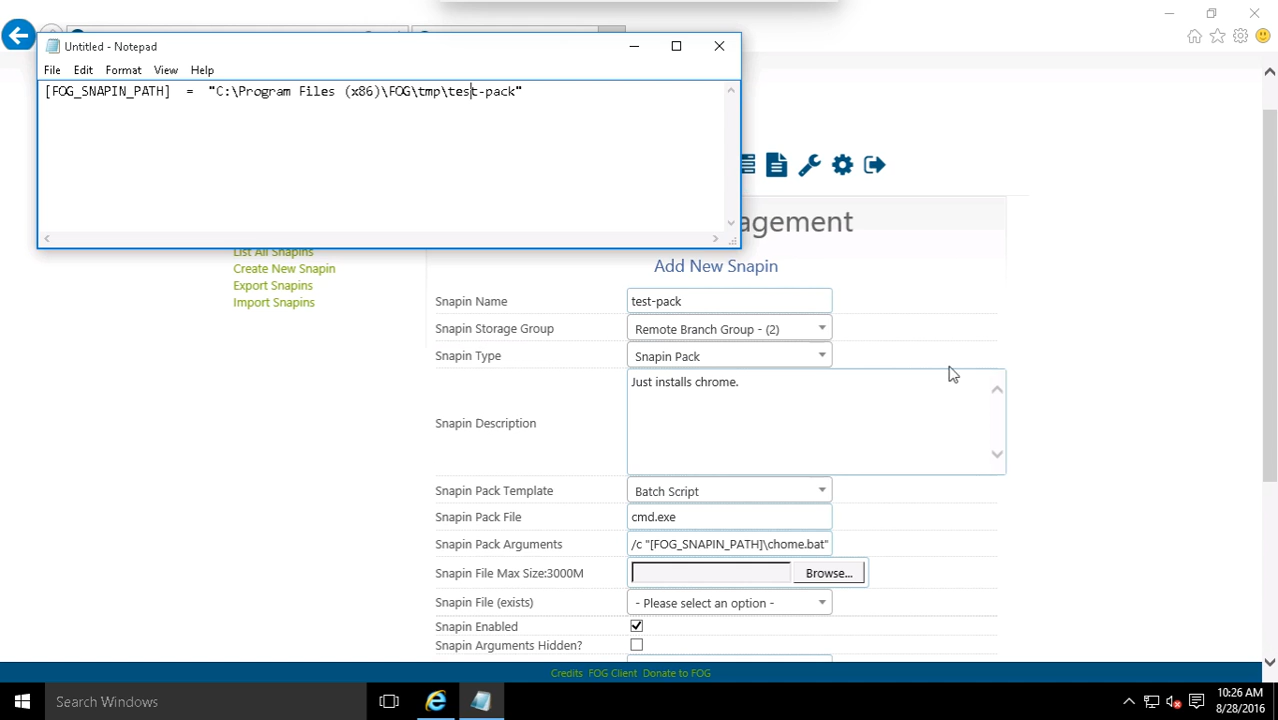 Untitled - Notepad
File Edit Format View Help
[FOG_SNAPIN_PATH] = "C:\Program Files (x86)\FOG\tmp\test-pack"
agement
List All Snapins
Create New Snapin
Export Snapins
Import Snapins
Add New Snapin
Snapin Name test-pack
Snapin Storage Group Remote Branch Group - (2)
Snapin Type Snapin Pack
Snapin Description Just installs chrome.
Snapin Pack Template Batch Script
Snapin Pack File cmd.exe
Snapin Pack Arguments /c "[FOG_SNAPIN_PATH]\chome.bat"
Snapin File Max Size:3000M Browse...
Snapin File (exists) - Please select an option -
Snapin Enabled
Snapin Arguments Hidden?
Credits FOG Client Donate to FOG
Search Windows
10:26 AM
8/28/2016